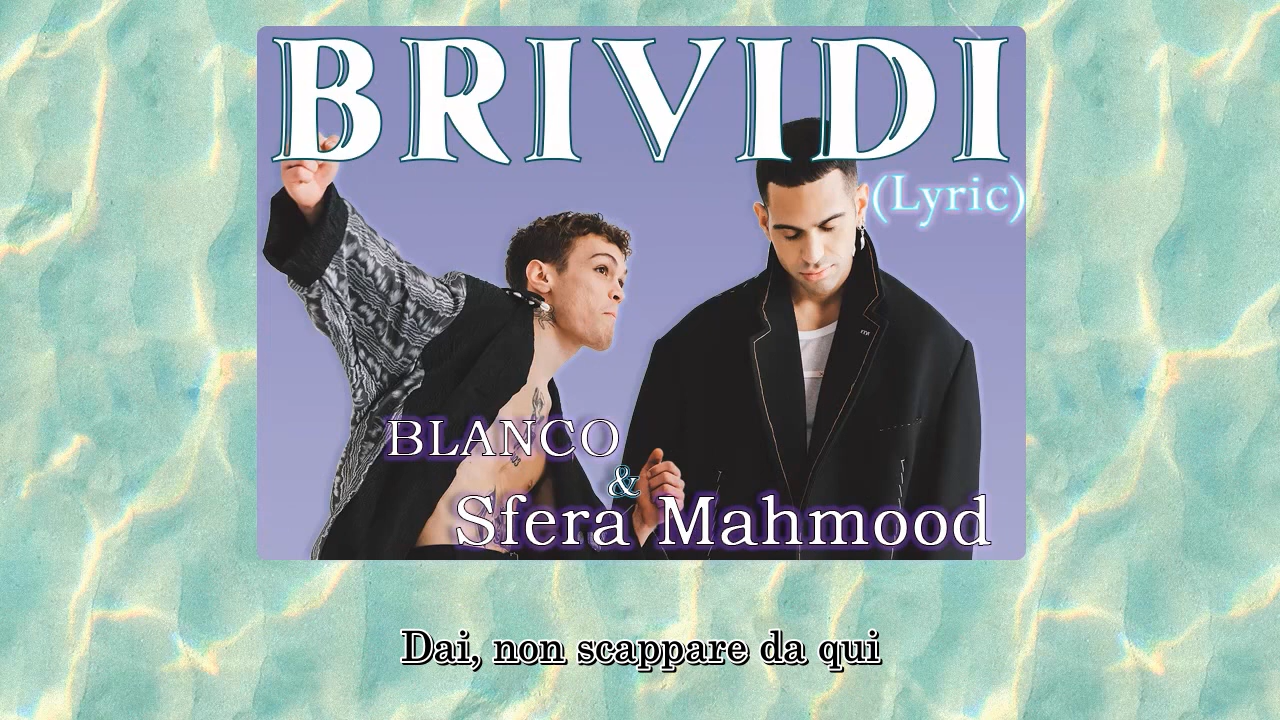 BRIVIDI
(Lyric)
BLANCO
&
Sfera Mahmood
Dai, non scappare da qui